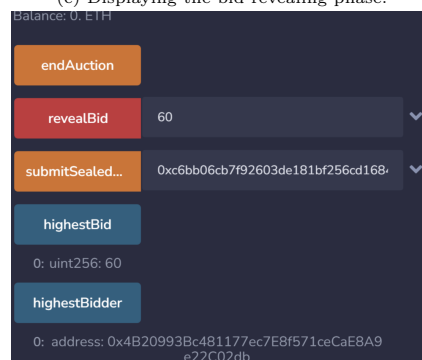 (c) Displaying the bid revealing phase.
Balance: 0. ETH
endAuction
revealBid 60
submitSealed... 0xc6bb06cb7f92603de181bf256cd168
highestBid
0: uint256: 60
highestBidder
0: address: 0x4B20993Bc481177ec7E8f571ceCaE8A9
e22C02db